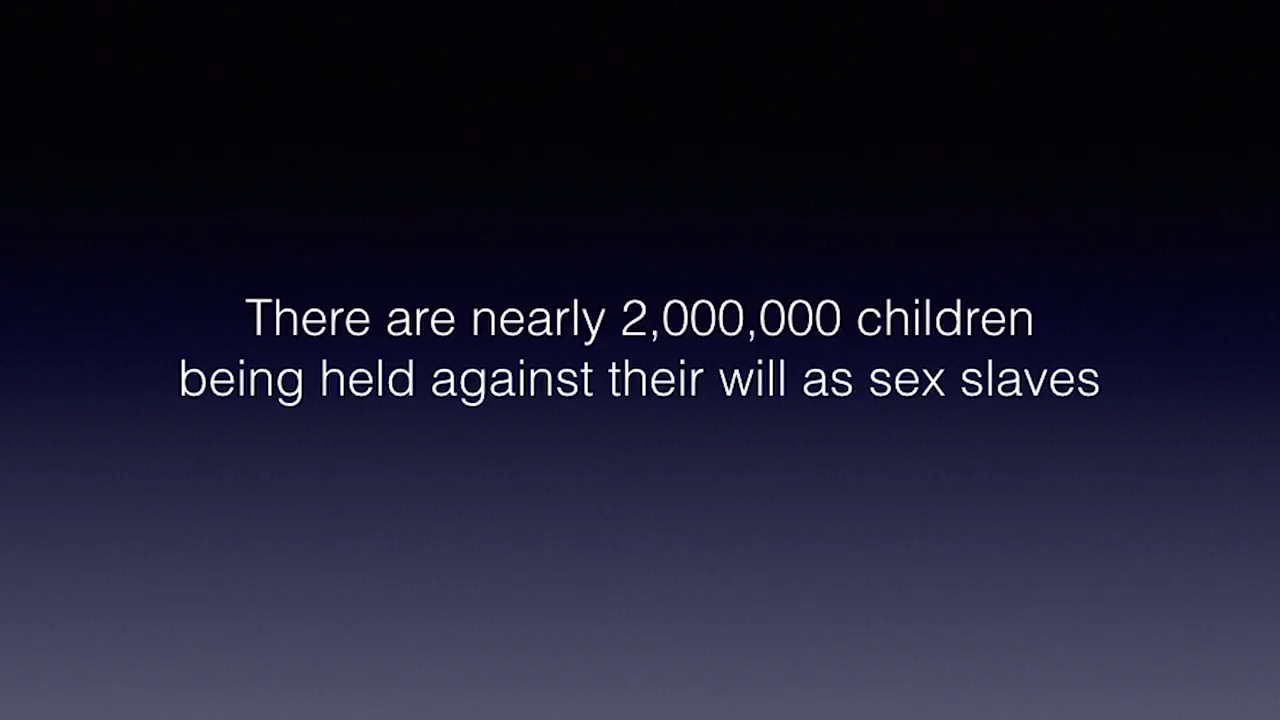 There are nearly 2,000,000 children
being held against their will as sex slaves